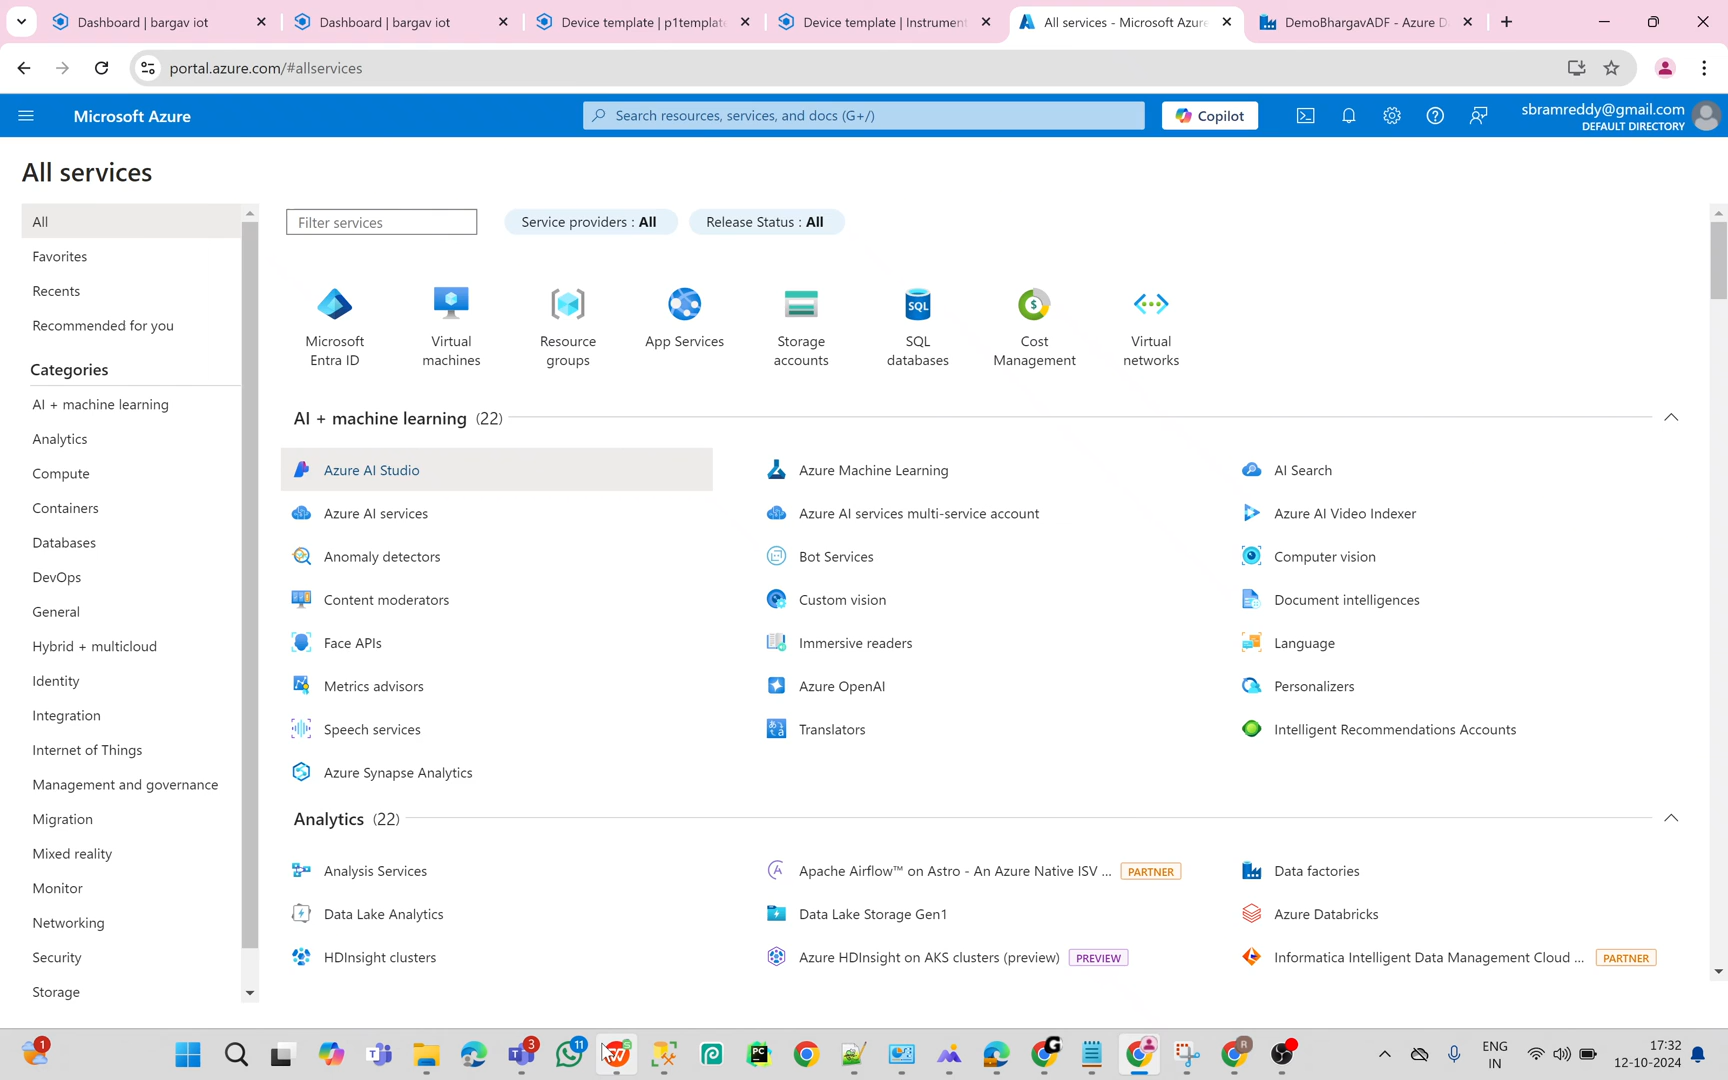 Dashboard | bargav iot
Dashboard | bargav iot
Device template | p1template
Device template | Instrument
All services - Microsoft Azure
DemoBhargavADF - Azure D
portal.azure.com/#allservices
Microsoft Azure
Search resources, services, and docs (G+/)
Copilot
sbramreddy@gmail.com
DEFAULT DIRECTORY
All services
All
Favorites
Recents
Recommended for you
Categories
AI + machine learning
Analytics
Compute
Containers
Databases
DevOps
General
Hybrid + multicloud
Identity
Integration
Internet of Things
Management and governance
Migration
Mixed reality
Monitor
Networking
Security
Storage
Filter services
Service providers : All
Release Status : All
Microsoft
Entra ID
Virtual
machines
Resource
groups
App Services
Storage
accounts
SQL
SQL
databases
Cost
Management
Virtual
networks
AI + machine learning (22)
Azure AI Studio
Azure Machine Learning
AI Search
Azure AI services
Azure AI services multi-service account
Azure AI Video Indexer
Anomaly detectors
Bot Services
Computer vision
Content moderators
Custom vision
Document intelligences
Face APIs
Immersive readers
Language
Metrics advisors
Azure OpenAI
Personalizers
Speech services
Translators
Intelligent Recommendations Accounts
Azure Synapse Analytics
Analytics (22)
Analysis Services
Apache Airflow™ on Astro - An Azure Native ISV ... PARTNER
Data factories
Data Lake Analytics
Data Lake Storage Gen1
Azure Databricks
HDInsight clusters
Azure HDInsight on AKS clusters (preview) PREVIEW
Informatica Intelligent Data Management Cloud ... PARTNER
1
3
11
PC
G
R
ENG
IN
17:32
12-10-2024